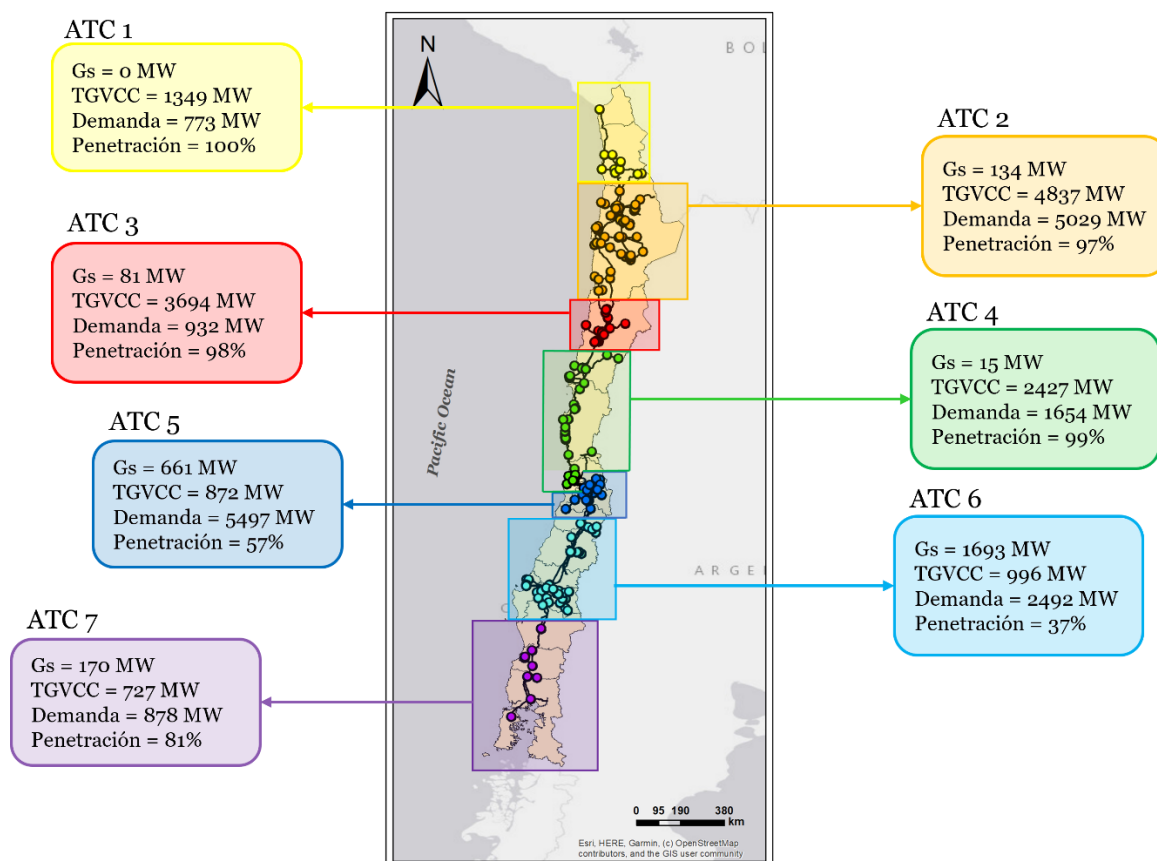 ATC 1
Gs = 0 MW
TGVCC = 1349 MW
Demanda = 773 MW
Penetración = 100%
ATC 2
Gs = 134 MW
TGVCC = 4837 MW
Demanda = 5029 MW
Penetración = 97%
ATC 3
Gs = 81 MW
TGVCC = 3694 MW
Demanda = 932 MW
Penetración = 98%
ATC 4
Gs = 15 MW
TGVCC = 2427 MW
Demanda = 1654 MW
Penetración = 99%
ATC 5
Gs = 661 MW
TGVCC = 872 MW
Demanda = 5497 MW
Penetración = 57%
ATC 6
Gs = 1693 MW
TGVCC = 996 MW
Demanda = 2492 MW
Penetración = 37%
ATC 7
Gs = 170 MW
TGVCC = 727 MW
Demanda = 878 MW
Penetración = 81%
N
BOL
Pacific Ocean
ARGE
0 95 190 380
km
Esri, HERE, Garmin, (c) OpenStreetMap
contributors, and the GIS user community